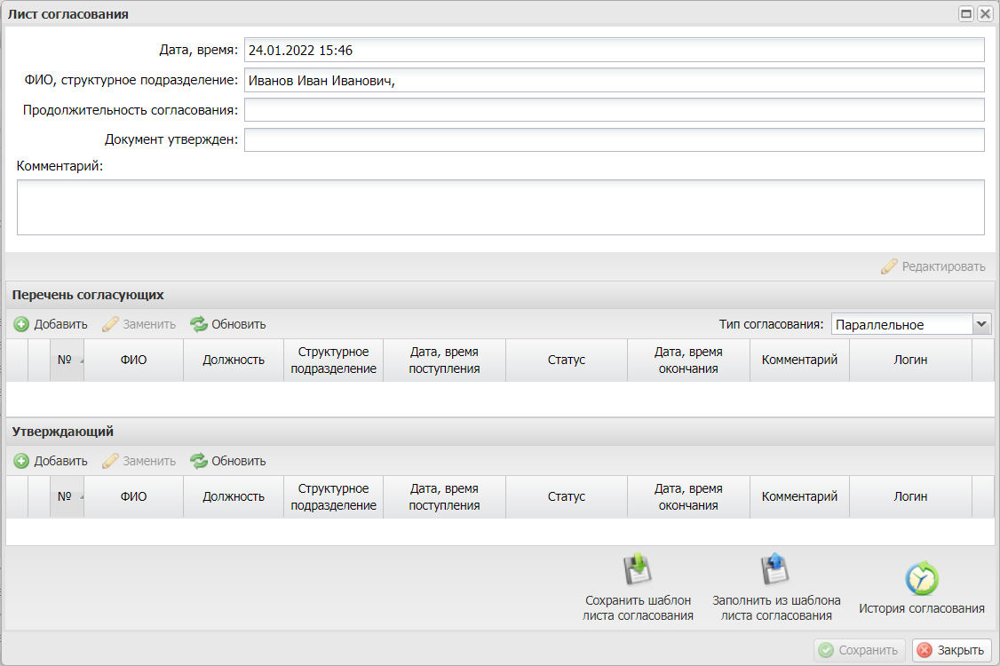 Лист согласования
Дата, время: 24.01.2022 15:46
ФИО, структурное подразделение: Иванов Иван Иванович,
Продолжительность согласования:
Документ утвержден:
Комментарий:
Редактировать
Перечень согласующих
Добавить Заменить Обновить Тип согласования: Параллельное
№ ФИО Должность Структурное подразделение Дата, время поступления Статус Дата, время окончания Комментарий Логин
Утверждающий
Добавить Заменить Обновить
№ ФИО Должность Структурное подразделение Дата, время поступления Статус Дата, время окончания Комментарий Логин
Сохранить шаблон
листа согласования
Заполнить из шаблона
листа согласования
История согласования
Сохранить Закрыть